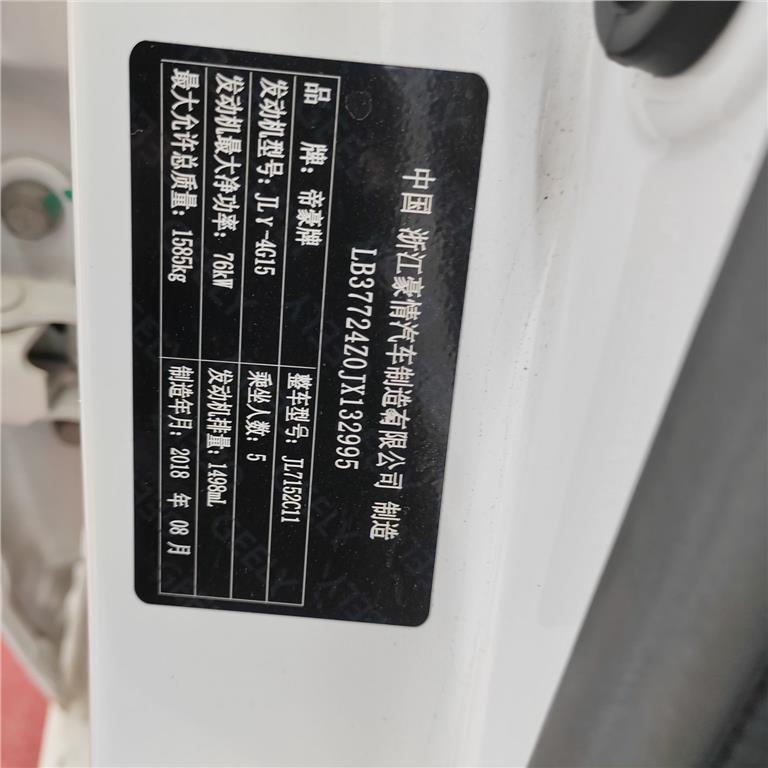 中国 浙江豪情汽车制造有限公司 制造
LB37724Z0JX132995
品 牌: 帝豪牌 整车型号: JL7152C11
发动机型号: JLγ-4G15 乘坐人数: 5
发动机最大净功率: 76kW 发动机排量: 1498mL
最大允许总质量: 1585kg 制造年月: 2018 年 08 月